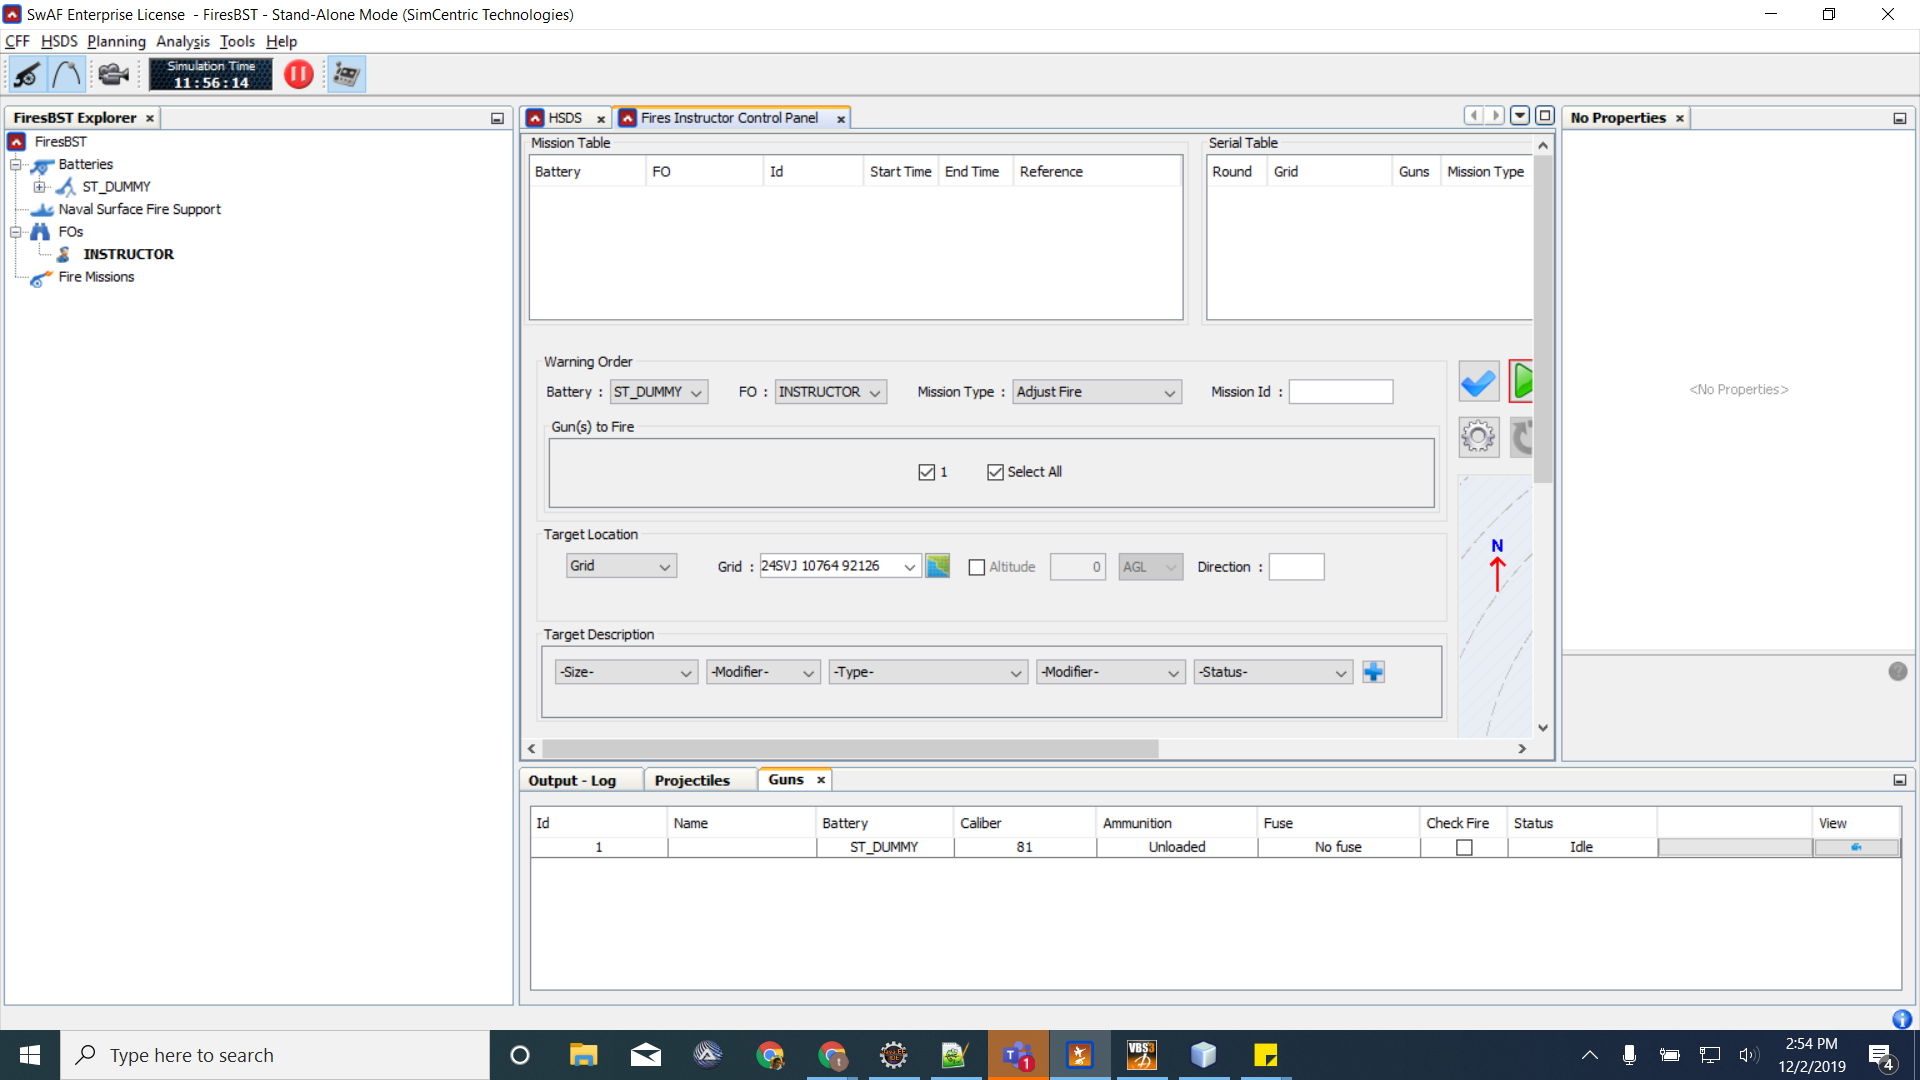 SwAF Enterprise License - FiresBST - Stand-Alone Mode (SimCentric Technologies)
CFF HSDS Planning Analysis Tools Help
Simulation Time
11:56:14
FiresBST Explorer
FiresBST
Batteries
ST_DUMMY
Naval Surface Fire Support
FOs
INSTRUCTOR
Fire Missions
HSDS Fires Instructor Control Panel
Mission Table
Battery FO Id Start Time End Time Reference
Serial Table
Round Grid Guns Mission Type
Warning Order
Battery : ST_DUMMY FO : INSTRUCTOR Mission Type : Adjust Fire Mission Id :
Gun(s) to Fire
1 Select All
Target Location
Grid Grid : 24SVJ 10764 92126 Altitude 0 AGL Direction :
N
Target Description
-Size- -Modifier- -Type- -Modifier- -Status-
No Properties
<No Properties>
Output - Log Projectiles Guns
Id Name Battery Caliber Ammunition Fuse Check Fire Status View
1 ST_DUMMY 81 Unloaded No fuse Idle
Type here to search
1
VBS3
2:54 PM
12/2/2019
4